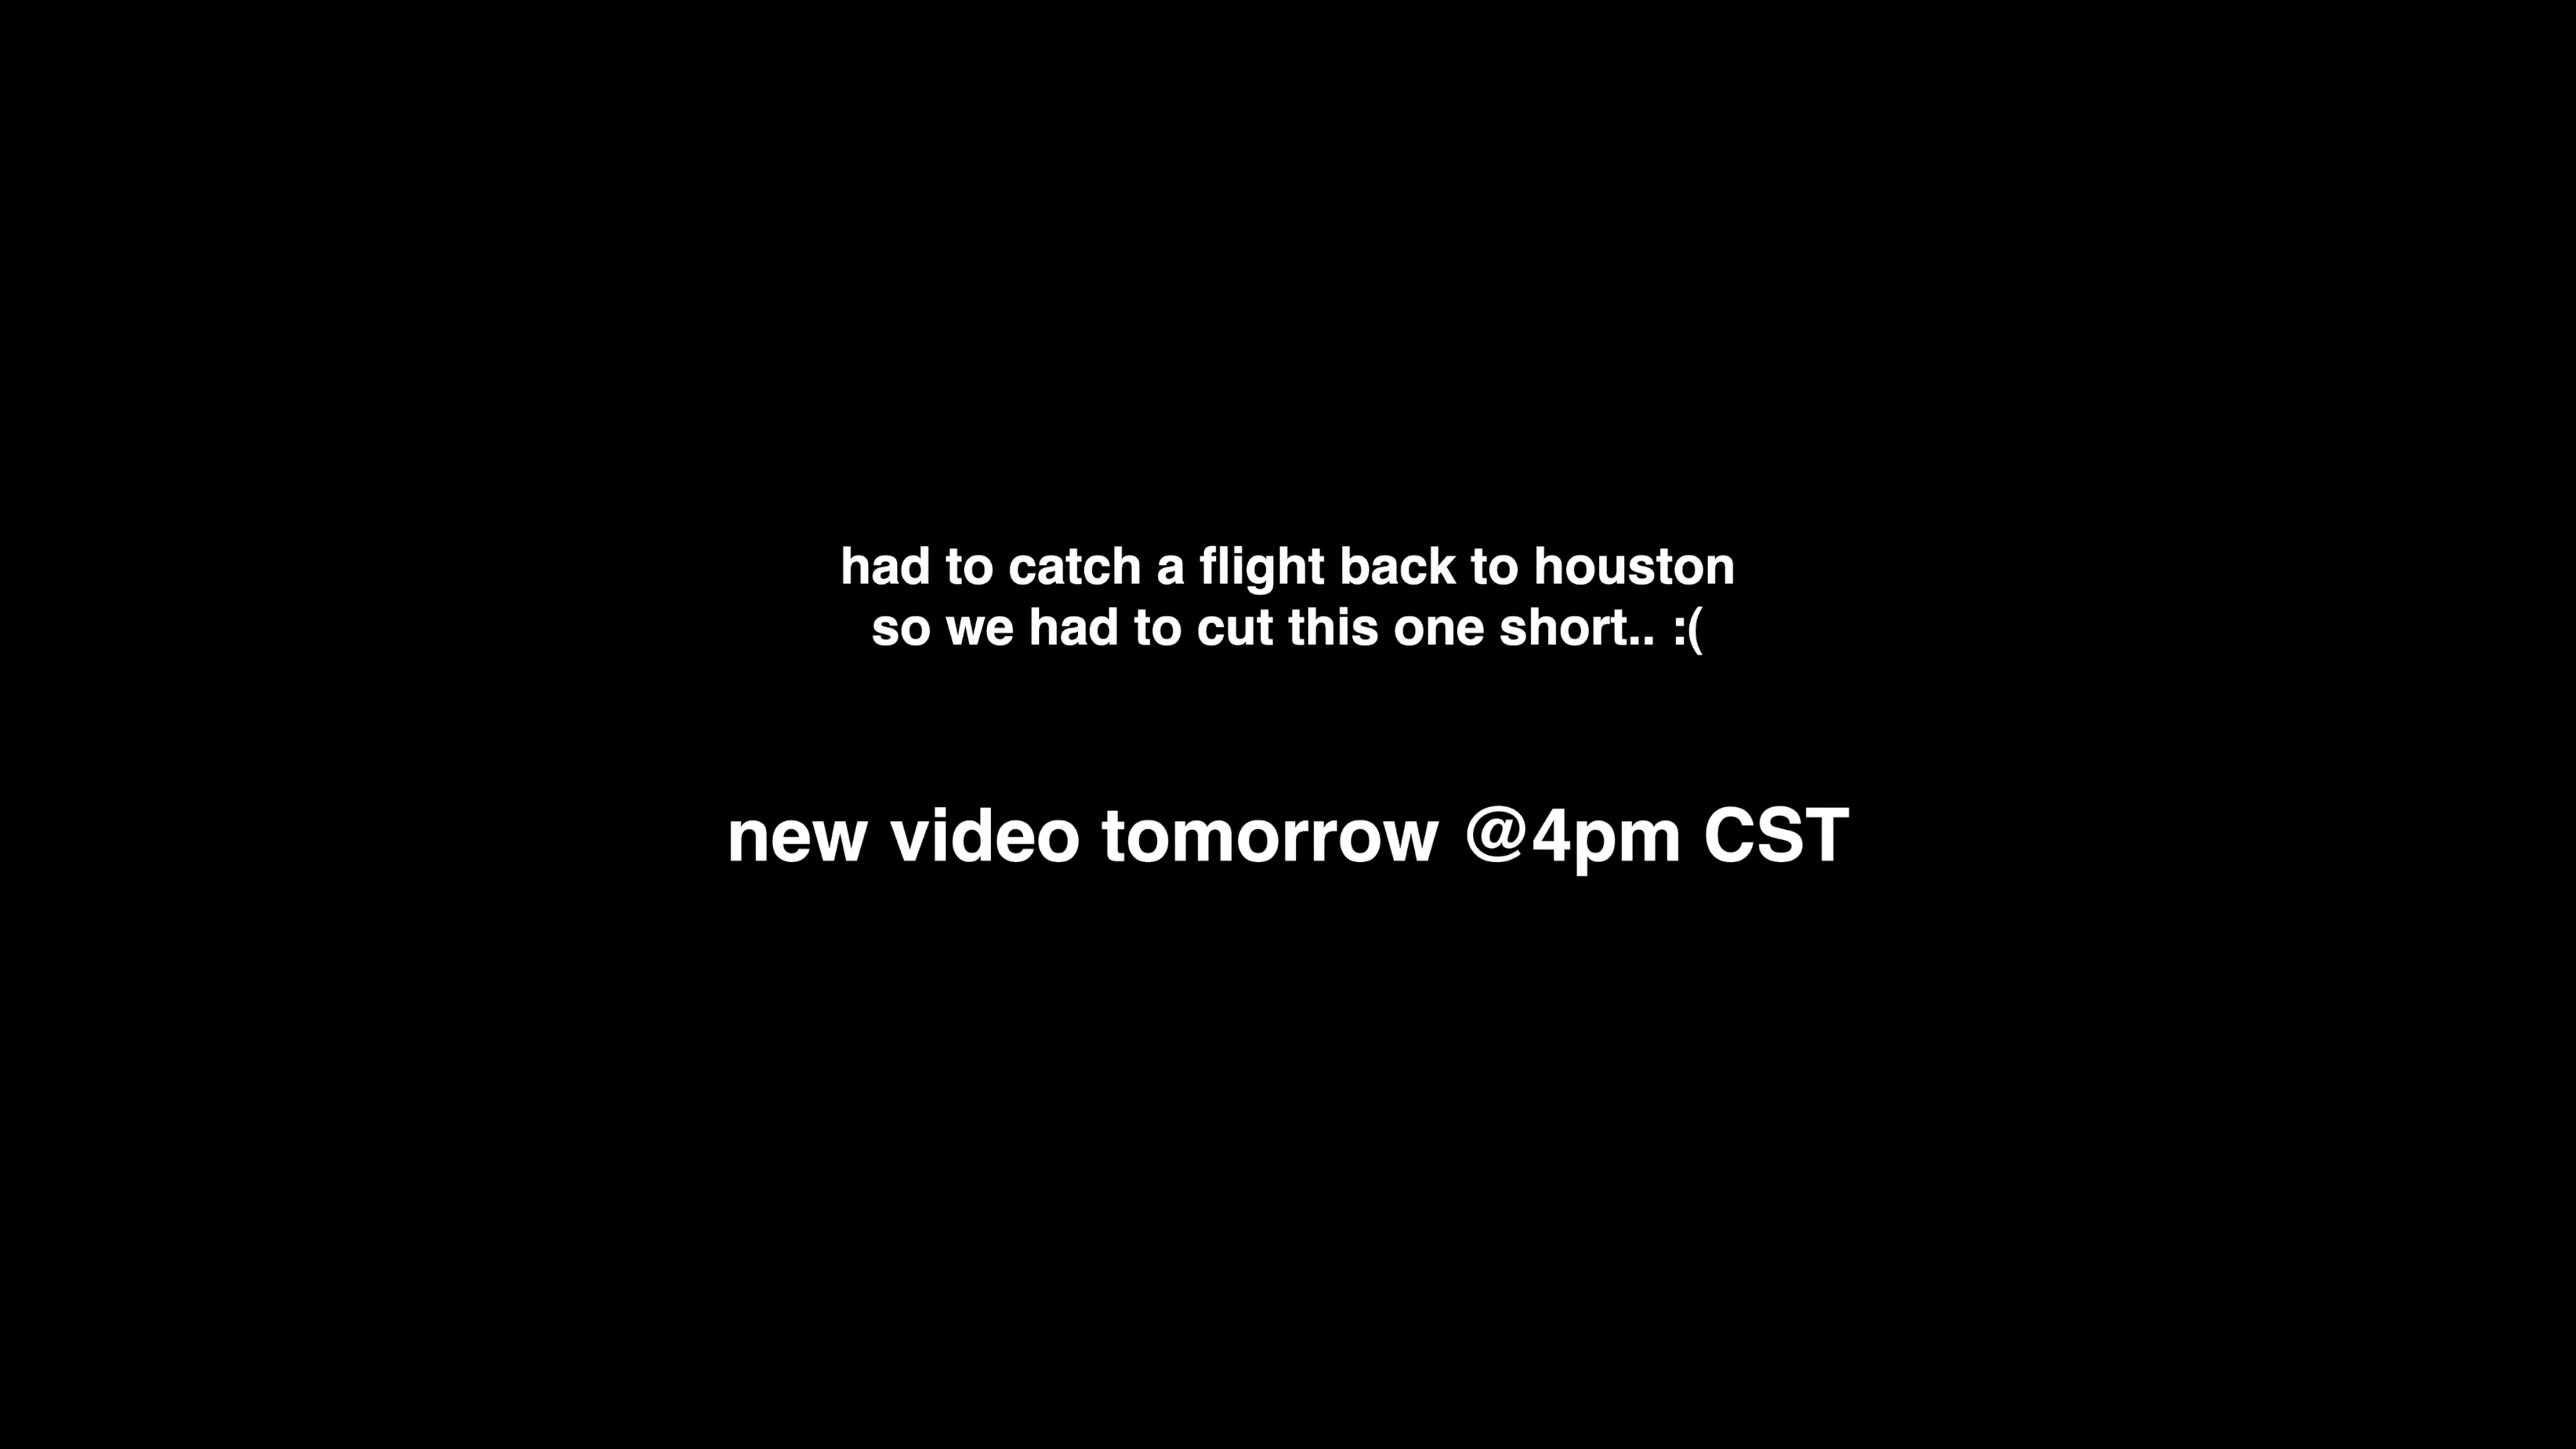 had to catch a flight back to houston
so we had to cut this one short.. :(
new video tomorrow @4pm CST